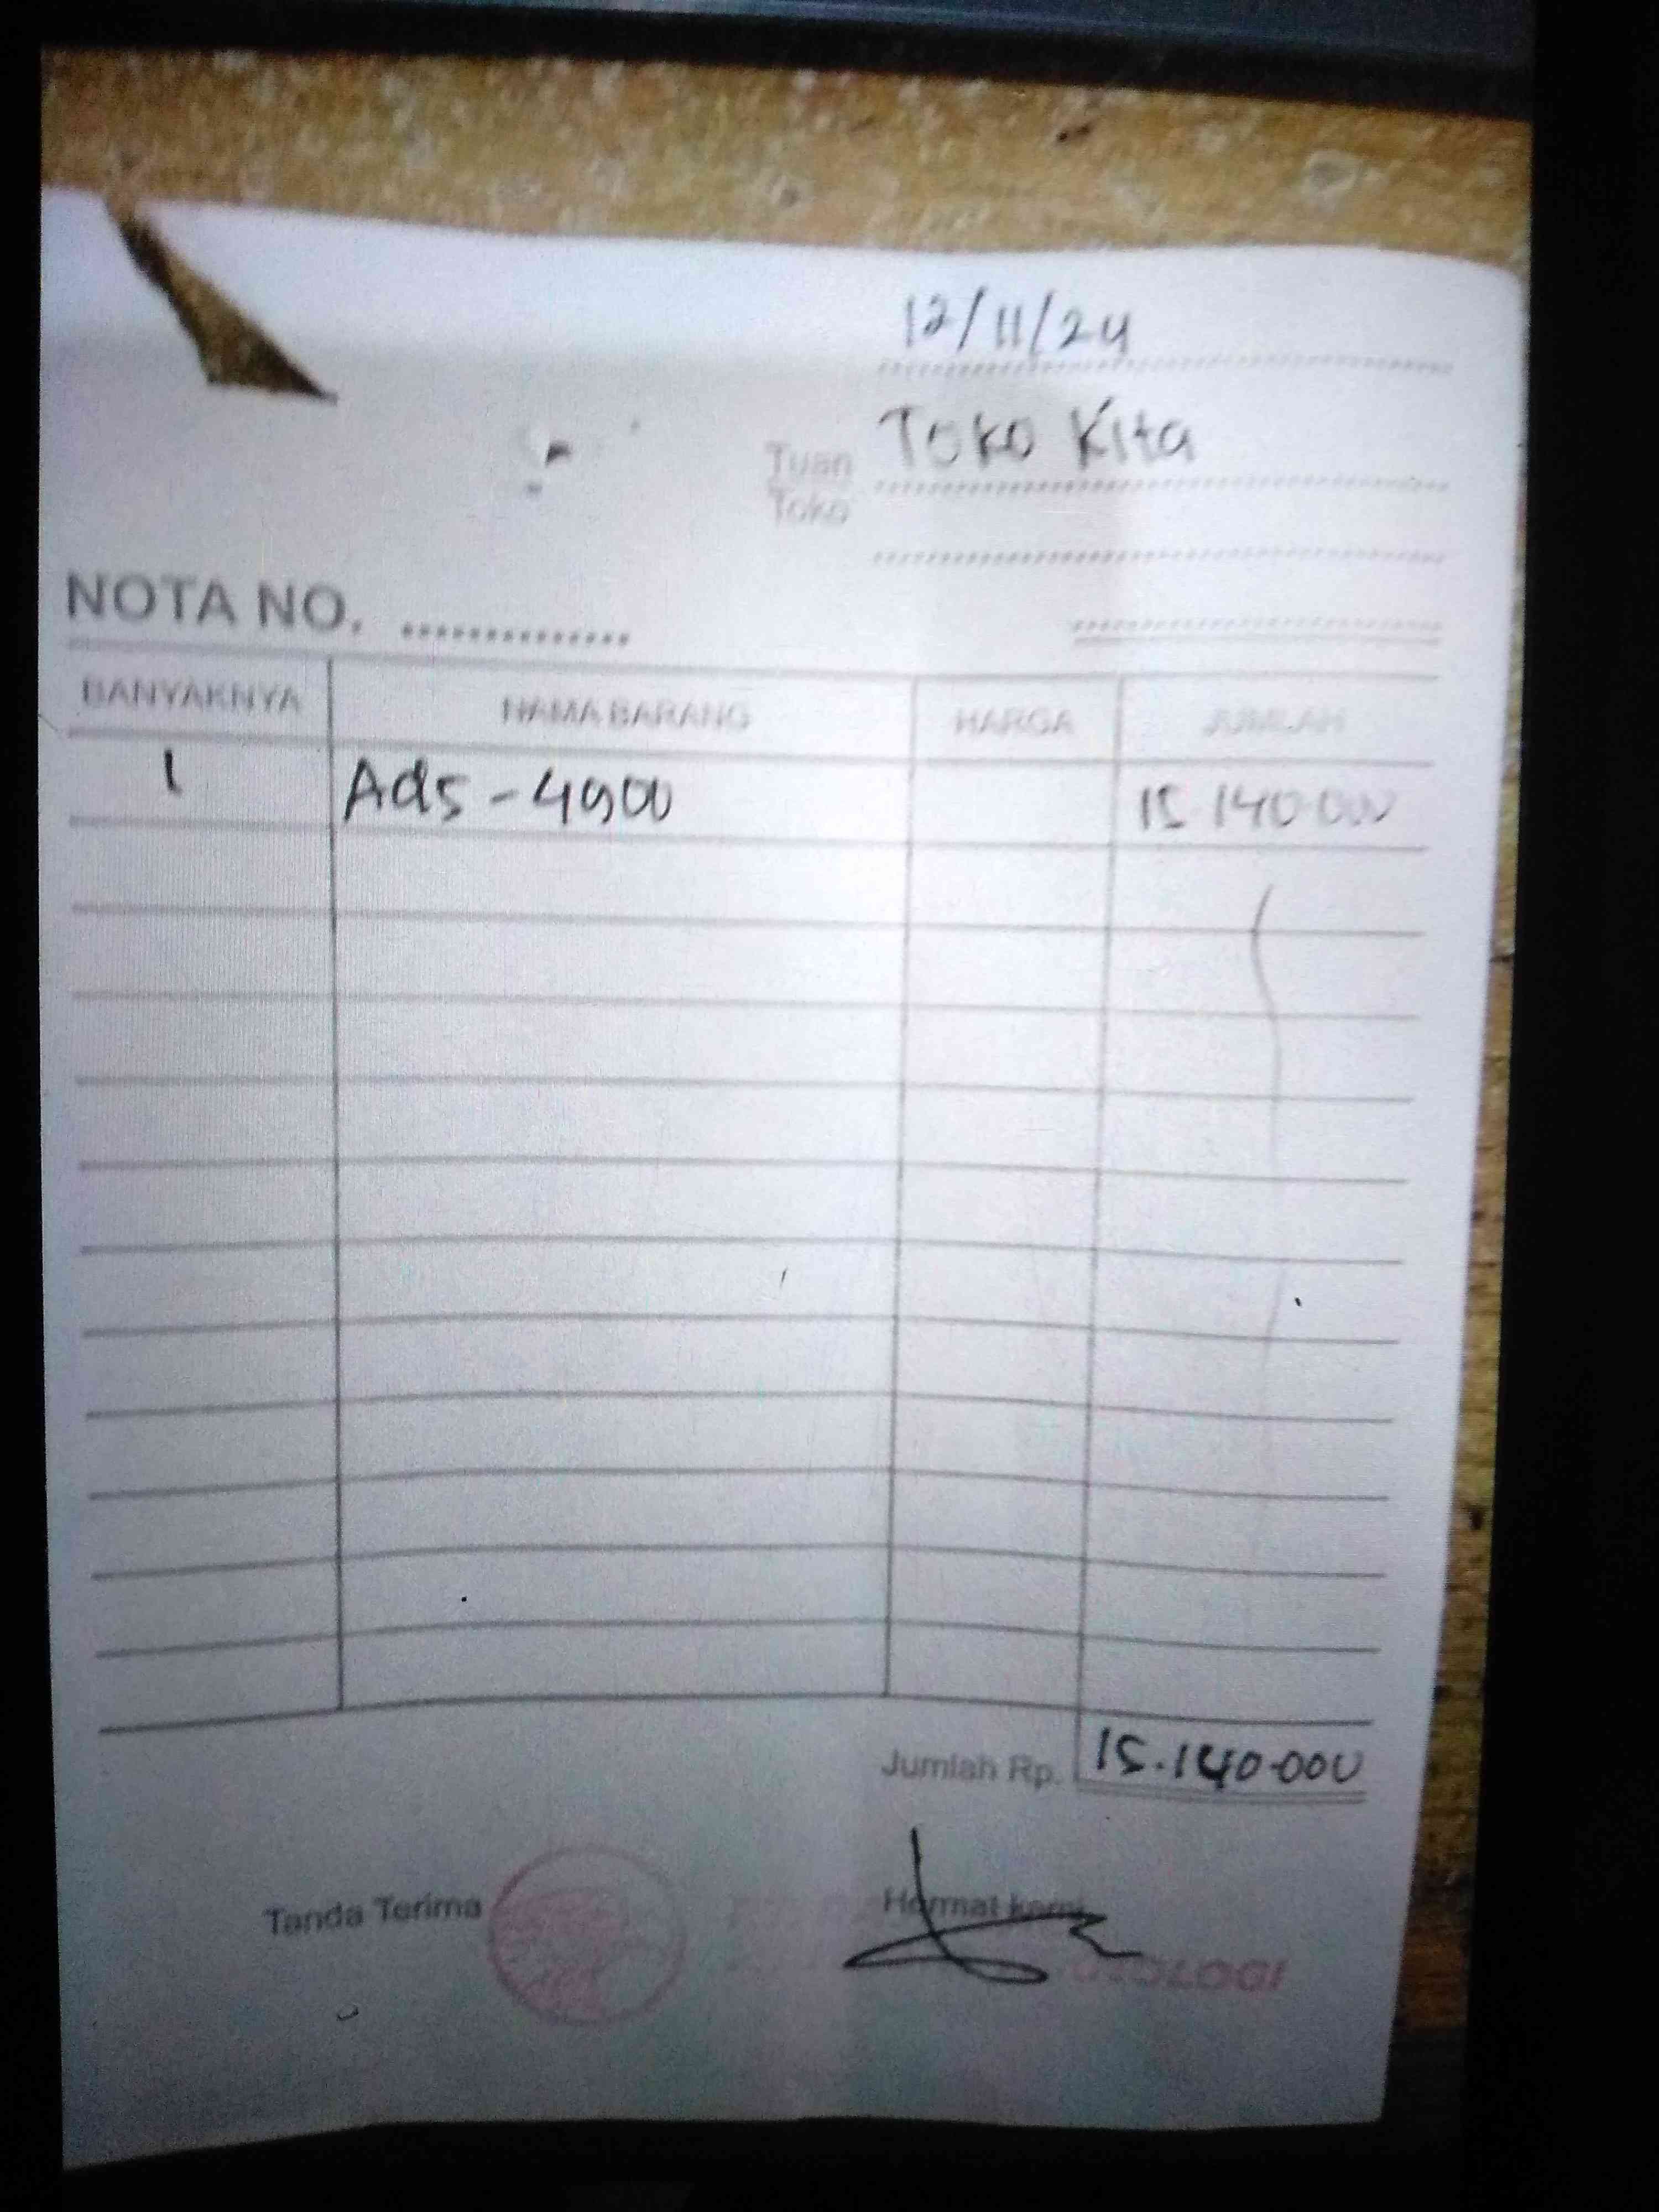 12/11/24
Tuan Toko Kita
Toko
NOTA NO. ..............
BANYAKNYA NAMA BARANG HARGA JUMLAH
1 Ads - 4900 15.140.000
Jumlah Rp. 15.140.000
Tanda Terima Hormat kami